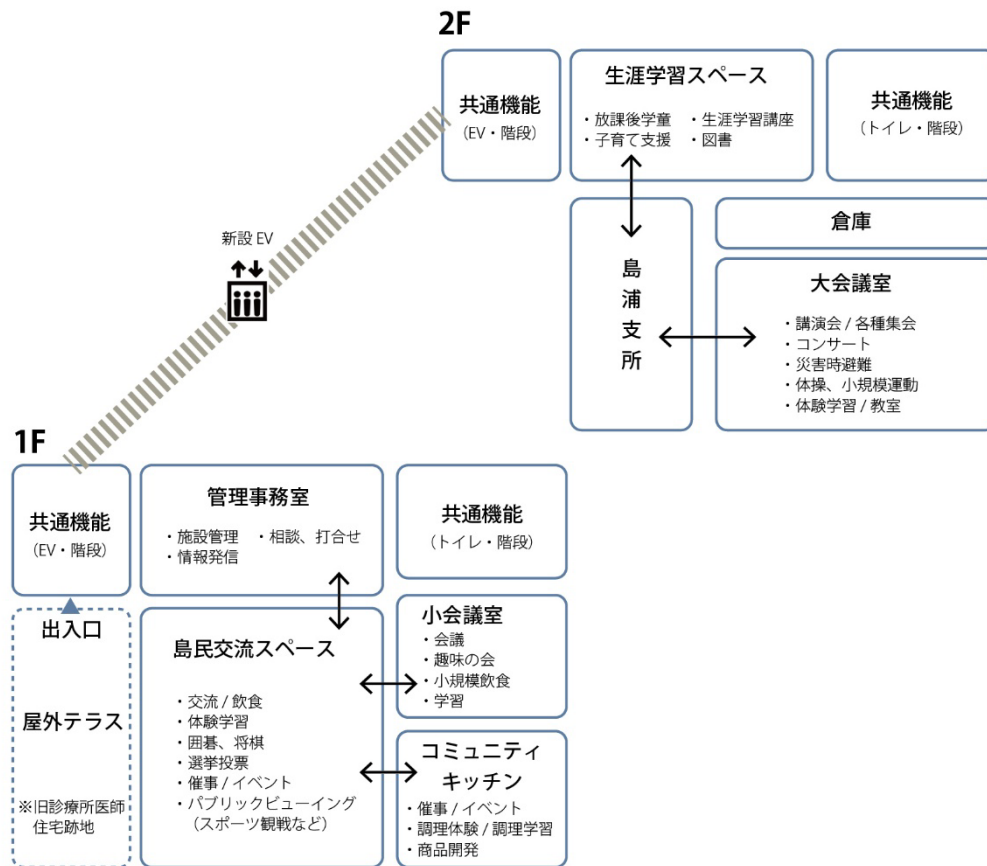 2F
共通機能
(EV・階段)
生涯学習スペース
・放課後学童 ・生涯学習講座
・子育て支援 ・図書
共通機能
(トイレ・階段)
島浦支所
倉庫
大会議室
・講演会 / 各種集会
・コンサート
・災害時避難
・体操、小規模運動
・体験学習 / 教室
新設 EV
1F
共通機能
(EV・階段)
管理事務室
・施設管理 ・相談、打合せ
・情報発信
共通機能
(トイレ・階段)
出入口
屋外テラス
※旧診療所医師
住宅跡地
島民交流スペース
・交流 / 飲食
・体験学習
・囲碁、将棋
・選挙投票
・催事 / イベント
・パブリックビューイング
(スポーツ観戦など)
小会議室
・会議
・趣味の会
・小規模飲食
・学習
コミュニティ
キッチン
・催事 / イベント
・調理体験 / 調理学習
・商品開発